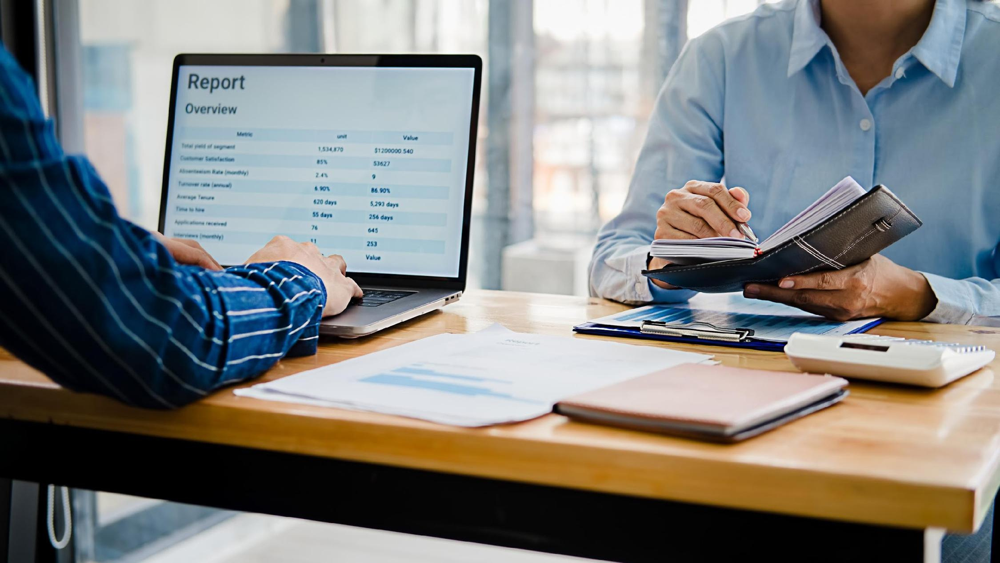 Report
Overview
Metric unit Value
Total yield of segment 1,534,870 $1200000.540
Customer Satisfaction 85% 53627
Absenteeism Rate (monthly) 2.4% 9
Turnover rate (annual) 6.90% 86.90%
Average Tenure 620 days 5,293 days
Time to hire 55 days 256 days
Applications received 76 645
Interviews (monthly) 11 253
Value
Report